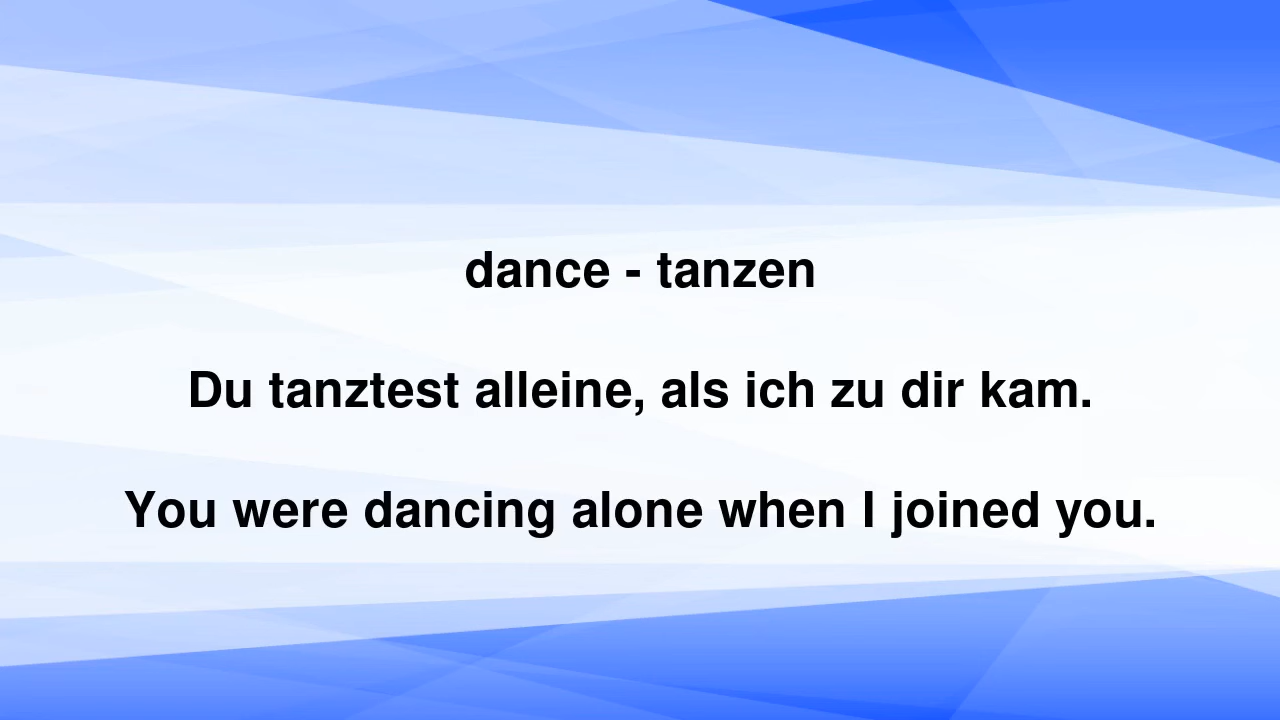 dance - tanzen
Du tanztest alleine, als ich zu dir kam.
You were dancing alone when I joined you.